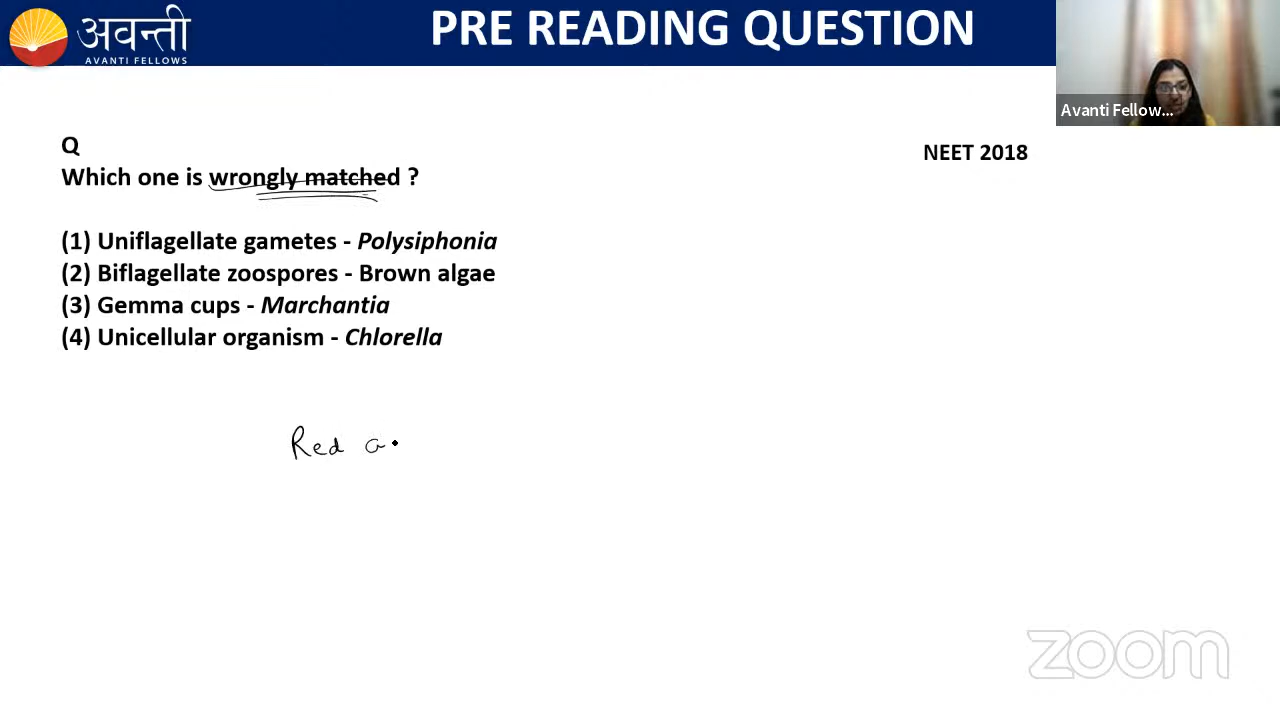 अवन्ती
AVANTI FELLOWS
PRE READING QUESTION
Avanti Fellow...
Q
NEET 2018
Which one is wrongly matched ?
(1) Uniflagellate gametes - Polysiphonia
(2) Biflagellate zoospores - Brown algae
(3) Gemma cups - Marchantia
(4) Unicellular organism - Chlorella
Red a
zoom